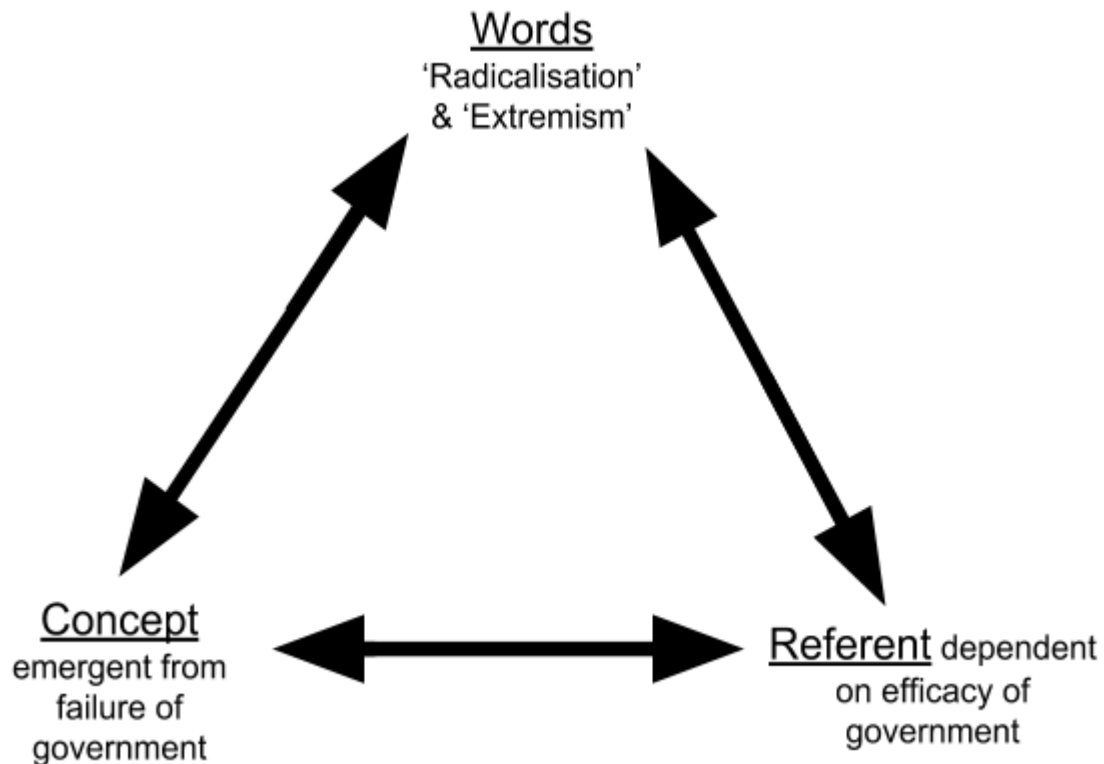 Words
‘Radicalisation’
& ‘Extremism’
Concept
emergent from
failure of
government
Referent dependent
on efficacy of
government